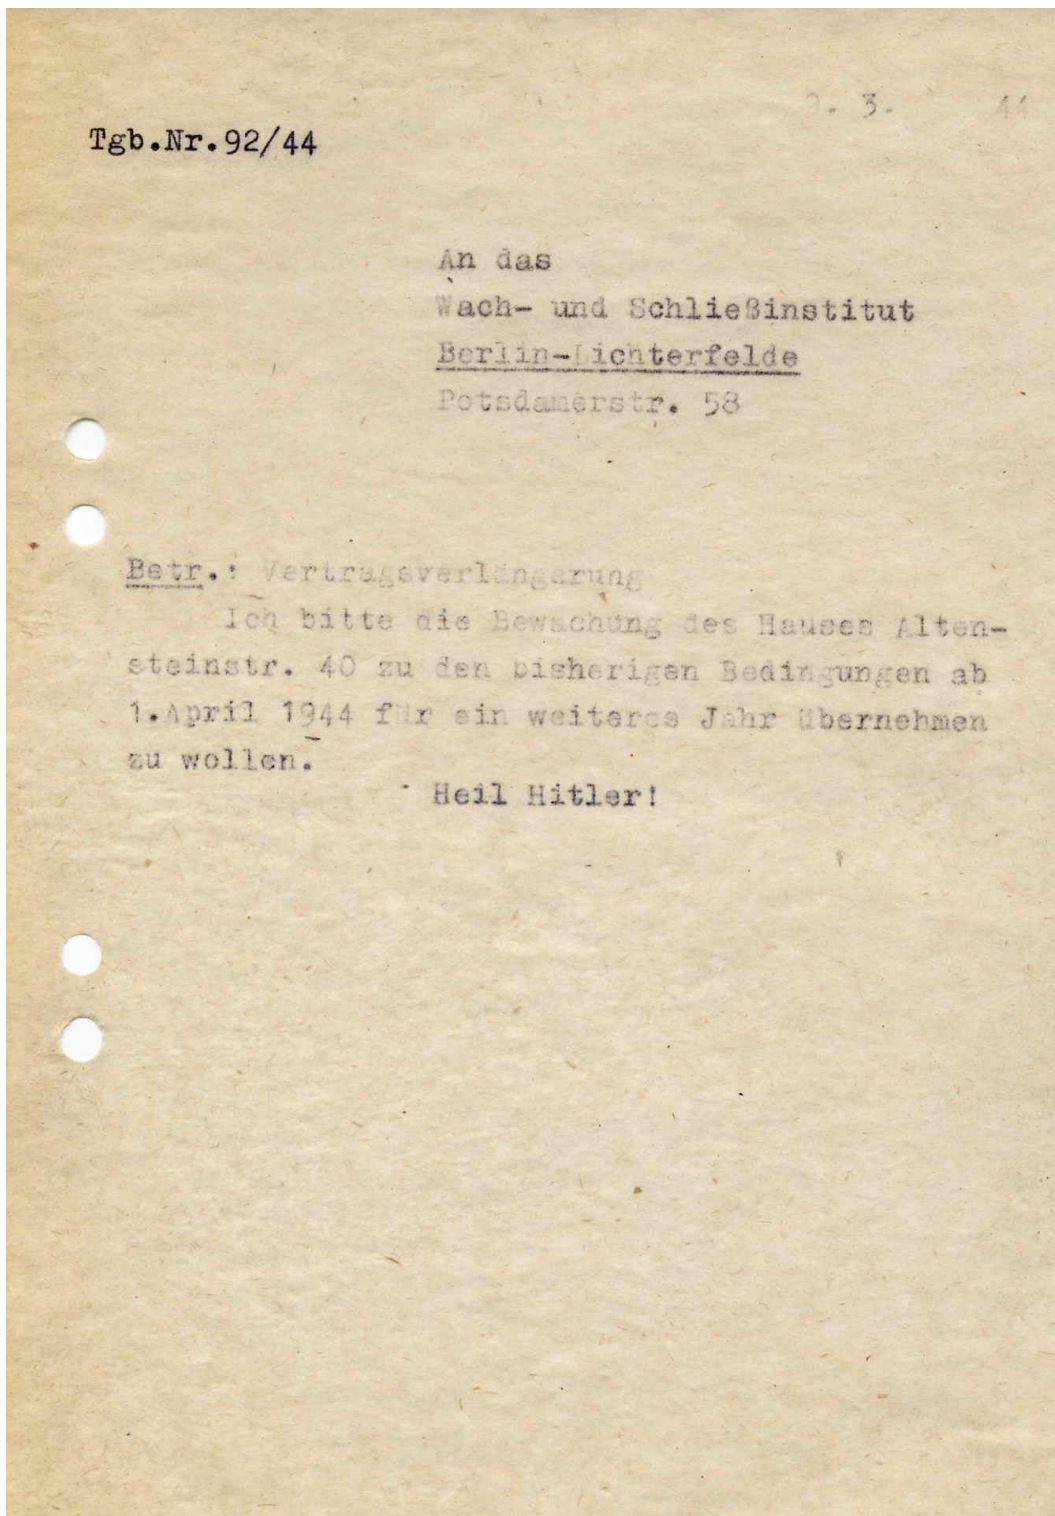 3. 44
Tgb.Nr.92/44
An das
Wach- und Schließinstitut
Berlin-Lichterfelde
Potsdamerstr. 58
Betr.: Vertragsverlängerung
Ich bitte die Bewachung des Hauses Alten-
steinstr. 40 zu den bisherigen Bedingungen ab
1.April 1944 für ein weiteres Jahr übernehmen
zu wollen.
Heil Hitler!